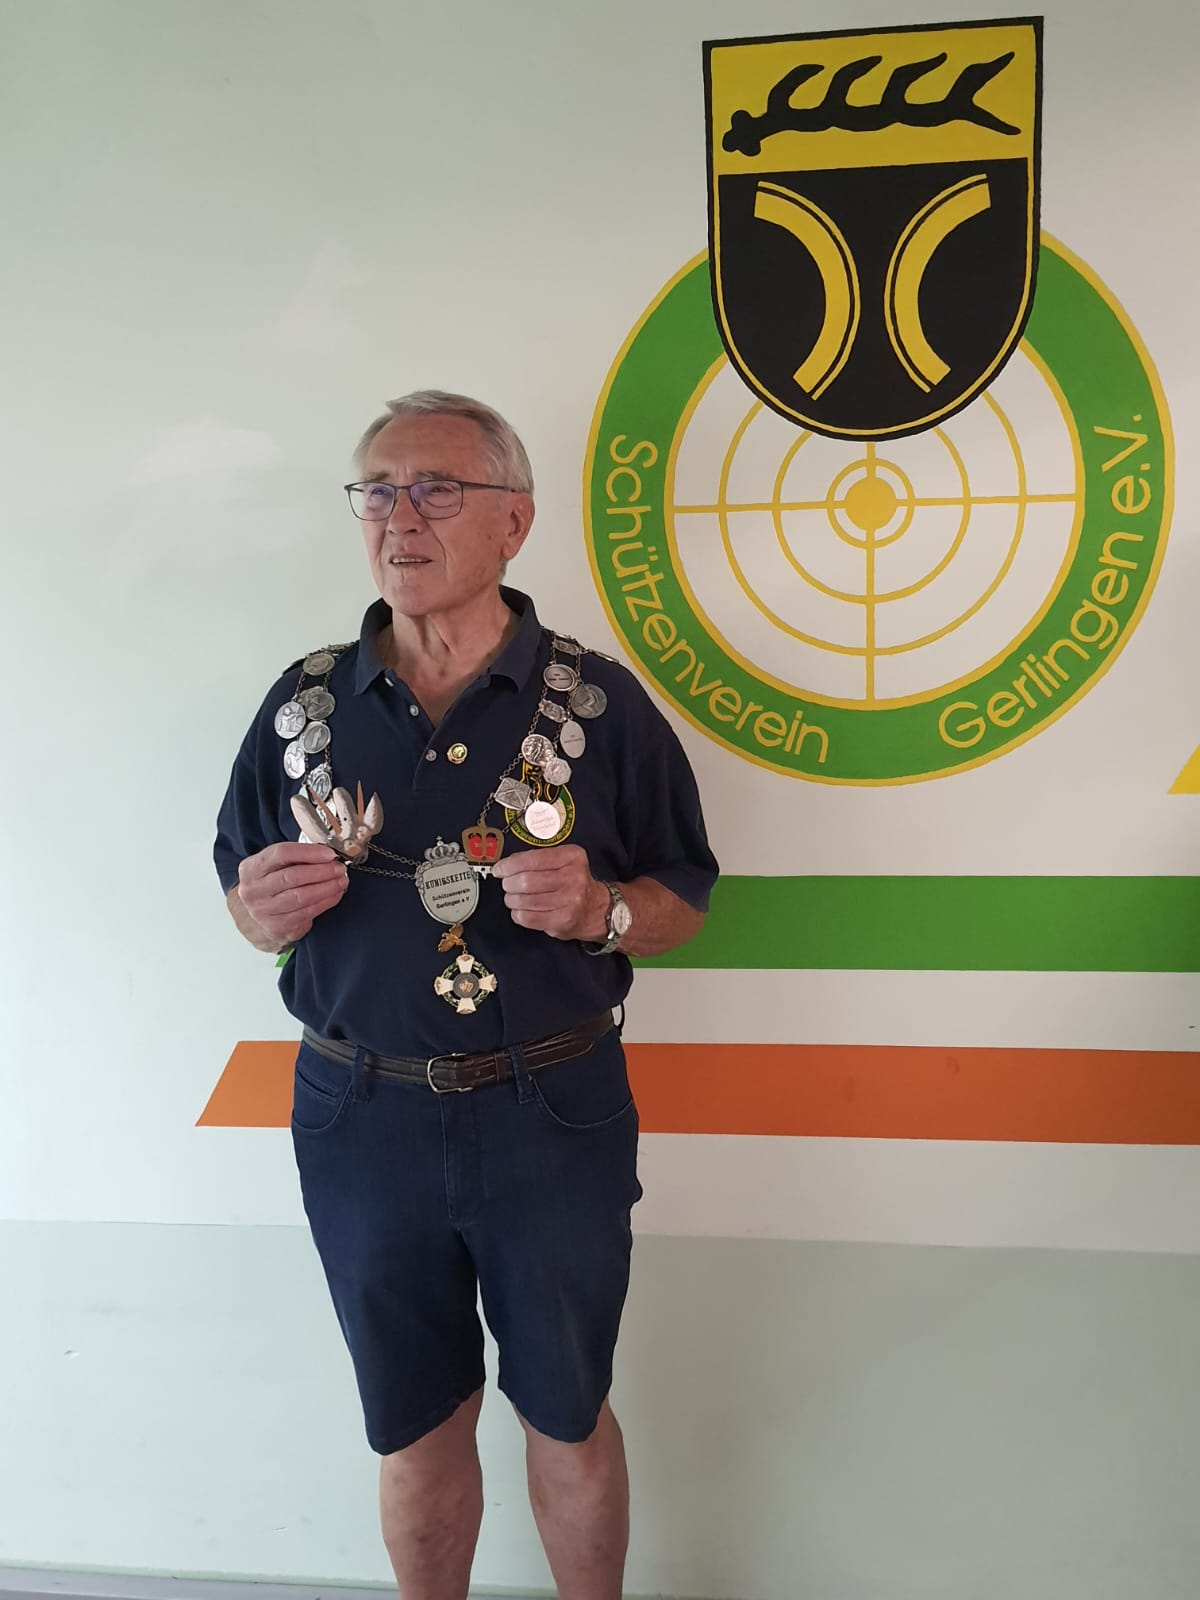 Schützenverein Gerlingen e.V.
KÖNIGSKETTE
Schützenverein
Gerlingen e.V